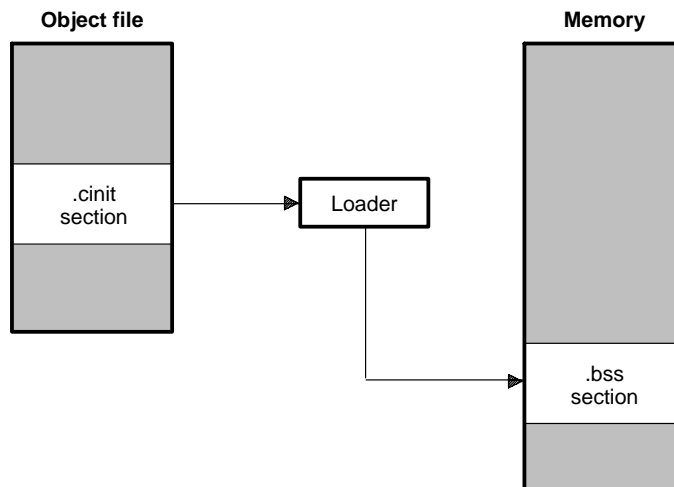 Object file
Memory
.cinit
section
Loader
.bss
section